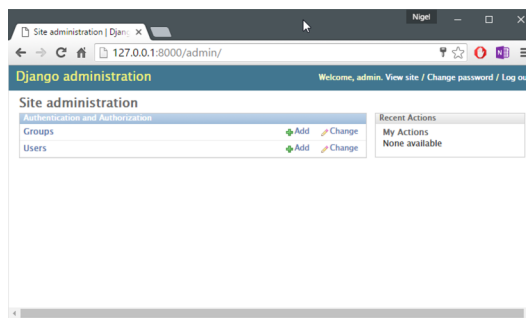 Nigel
Site administration | Djang
127.0.0.1:8000/admin/
Django administration
Welcome, admin. View site / Change password / Log ou
Site administration
Authentication and Authorization
Groups Add Change
Users Add Change
Recent Actions
My Actions
None available